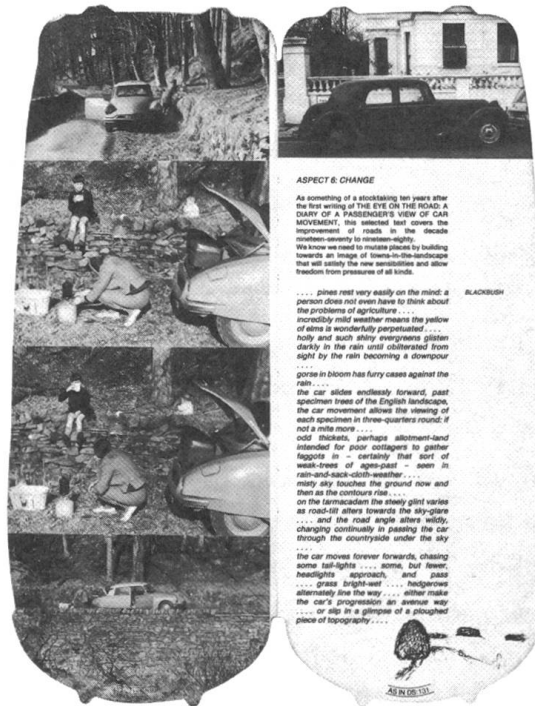 ASPECT 6: CHANGE
As something of a stocktaking ten years after
the first writing of THE EYE ON THE ROAD: A
DIARY OF A PASSENGER'S VIEW OF CAR
MOVEMENT, this selected text covers the
improvement of roads in the decade
nineteen-seventy to nineteen-eighty.
We know we need to mutate places by building
towards an image of towns-in-the-landscape
that will satisfy the new sensibilities and allow
freedom from pressures of all kinds.
. . . . pines rest very easily on the mind: a
person does not even have to think about
the problems of agriculture . . . .
incredibly mild weather means the yellow
of elms is wonderfully perpetuated . . . .
holly and such shiny evergreens glisten
darkly in the rain until obliterated from
sight by the rain becoming a downpour
. . . .
gorse in bloom has furry cases against the
rain . . . .
the car slides endlessly forward, past
specimen trees of the English landscape,
the car movement allows the viewing of
each specimen in three-quarters round: if
not a mite more . . . .
odd thickets, perhaps allotment-land
intended for poor cottagers to gather
faggots in – certainly that sort of
weak-trees of ages-past – seen in
rain-and-sack-cloth-weather . . . .
misty sky touches the ground now and
then as the contours rise . . . .
on the tarmacadam the steely glint varies
as road-tilt alters towards the sky-glare
. . . . and the road angle alters wildly,
changing continually in passing the car
through the countryside under the sky
. . . .
the car moves forever forwards, chasing
some tail-lights . . . . some, but fewer,
headlights approach, and pass
. . . . grass bright-wet . . . . hedgerows
alternately line the way . . . . either make
the car's progression an avenue way
. . . . or slip in a glimpse of a ploughed
piece of topography . . . .
BLACKBUSH
AS IN DS:131